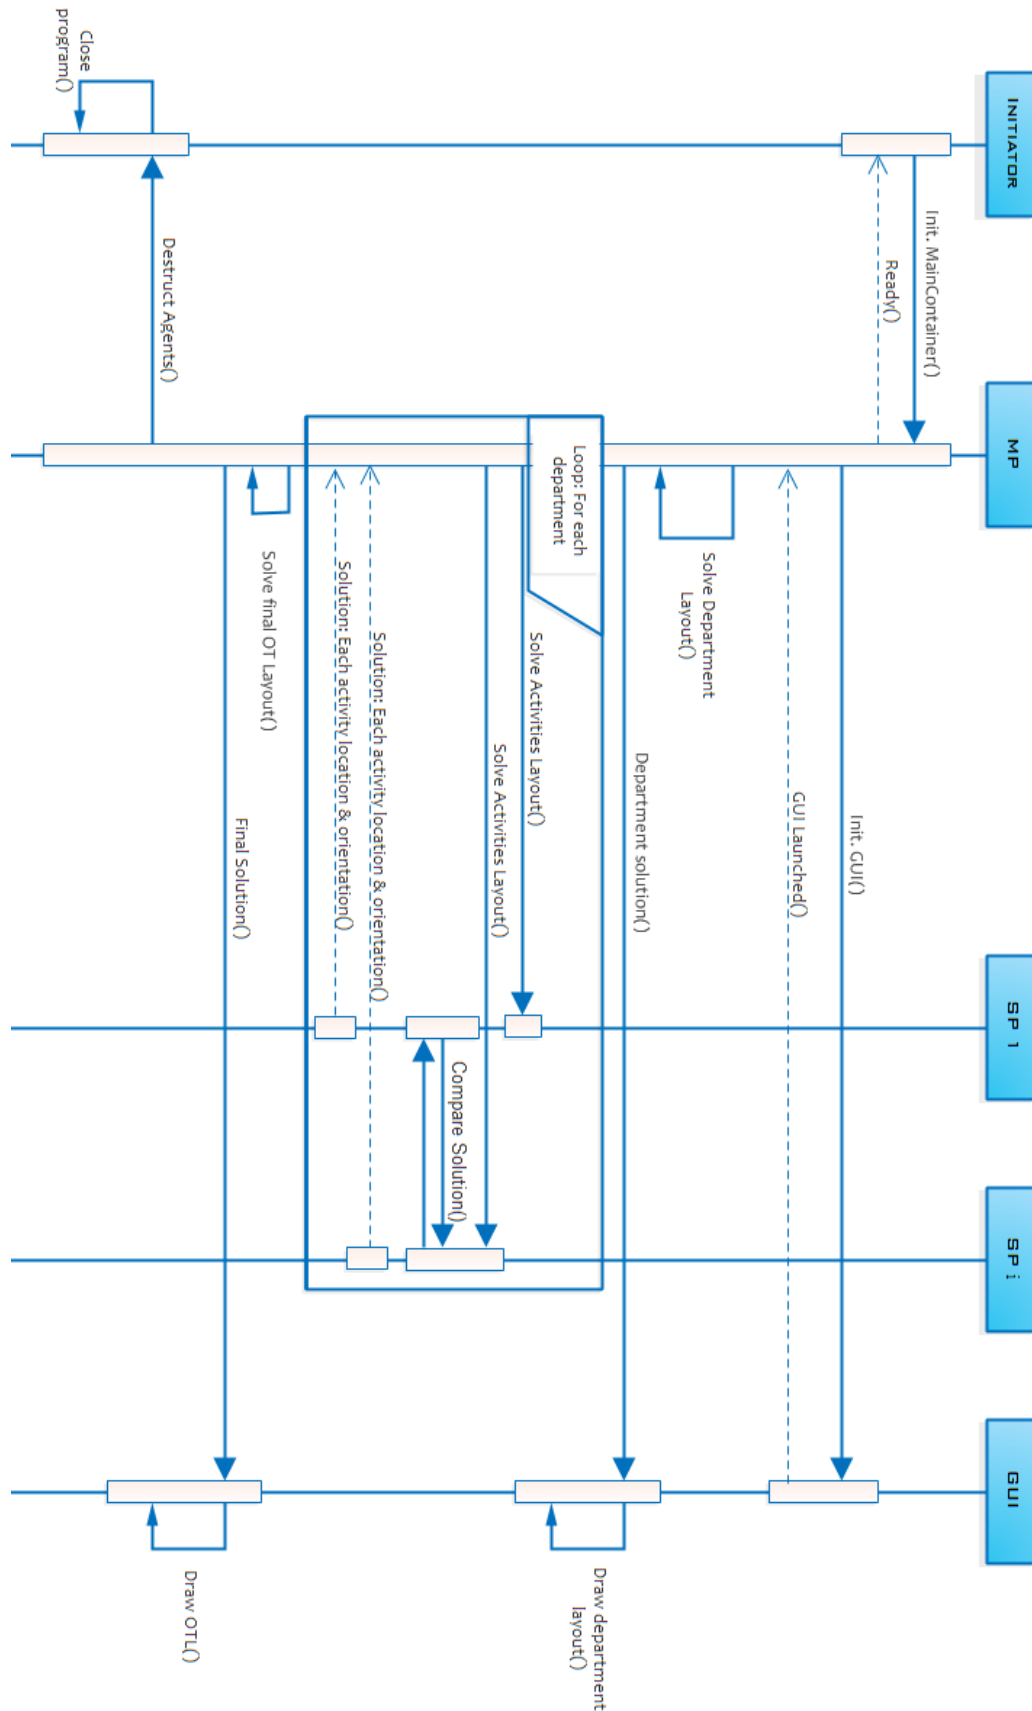 INITIATOR
MP
SP 1
SP i
GUI
Init. MainContainer()
Ready()
Init. GUI()
GUI Launched()
Solve Department
Layout()
Department solution()
Draw department
layout()
Loop: For each
department
Solve Activities Layout()
Solve Activities Layout()
Compare Solution()
Solution: Each activity location & orientation()
Solution: Each activity location & orientation()
Solve final OT Layout()
Final Solution()
Draw OTL()
Destruct Agents()
Close
program()